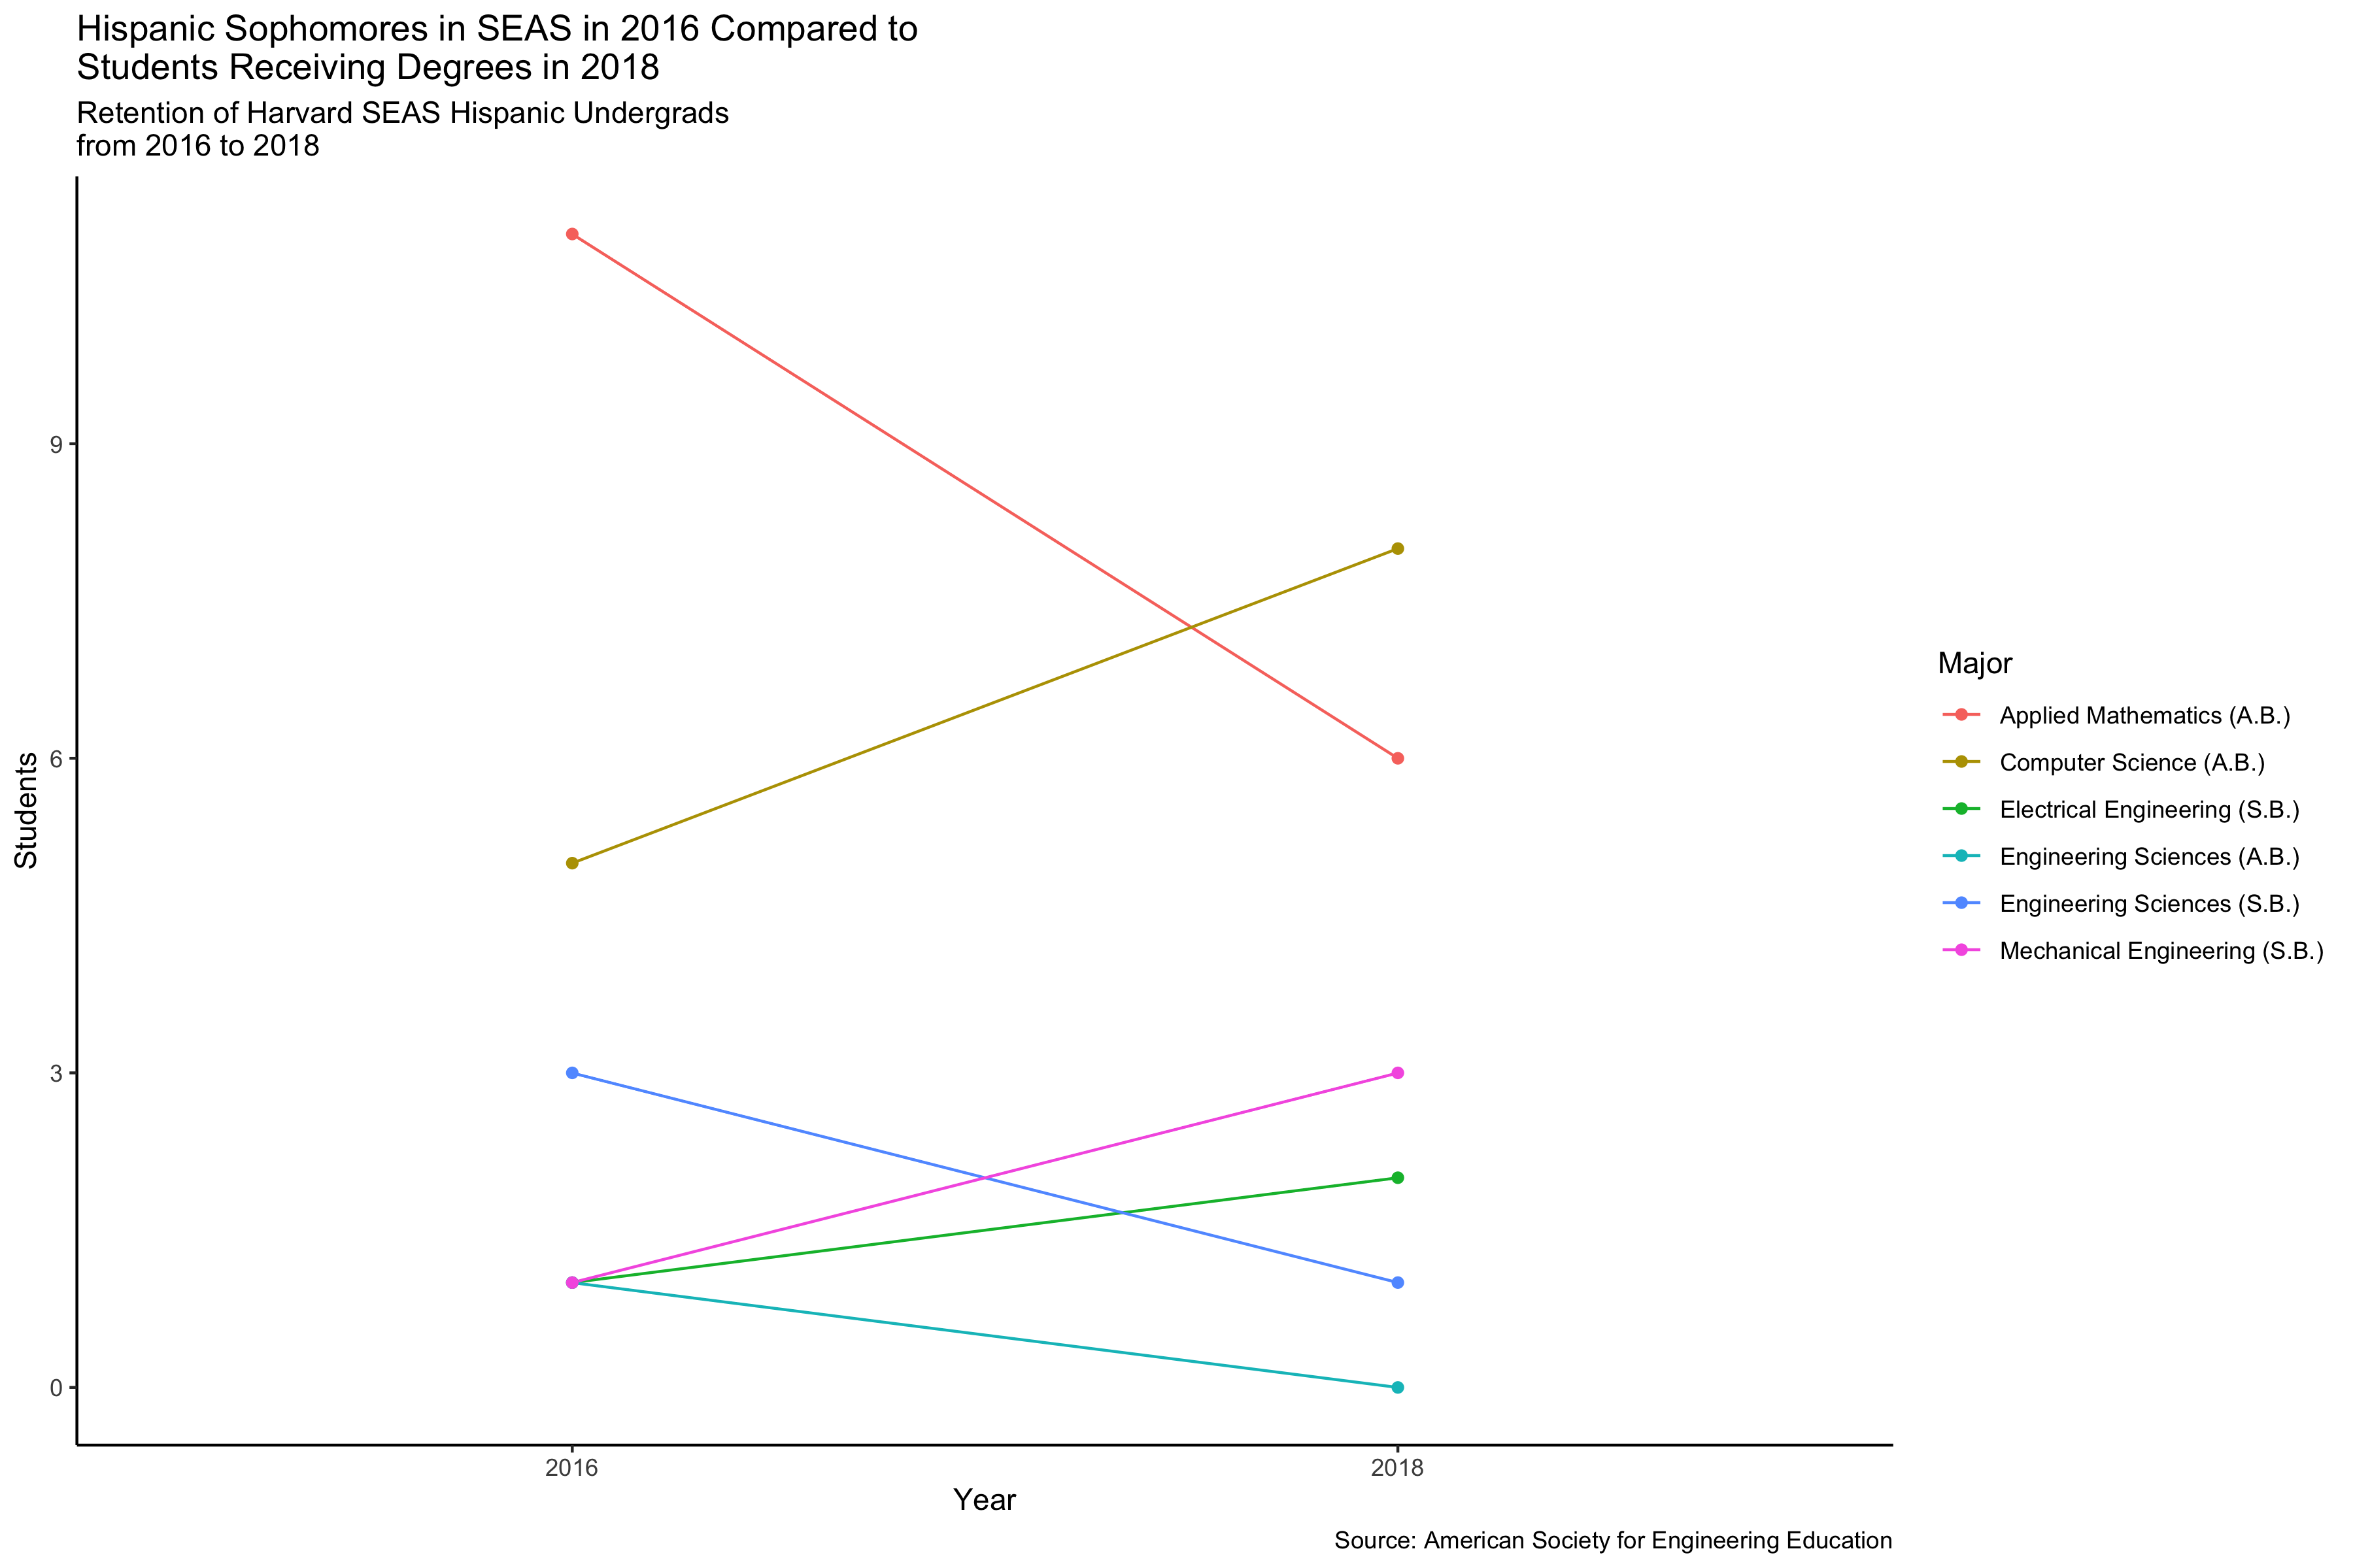 Hispanic Sophomores in SEAS in 2016 Compared to
Students Receiving Degrees in 2018
Retention of Harvard SEAS Hispanic Undergrads
from 2016 to 2018
Students
9
6
3
0
2016
2018
Year
Major
Applied Mathematics (A.B.)
Computer Science (A.B.)
Electrical Engineering (S.B.)
Engineering Sciences (A.B.)
Engineering Sciences (S.B.)
Mechanical Engineering (S.B.)
Source: American Society for Engineering Education